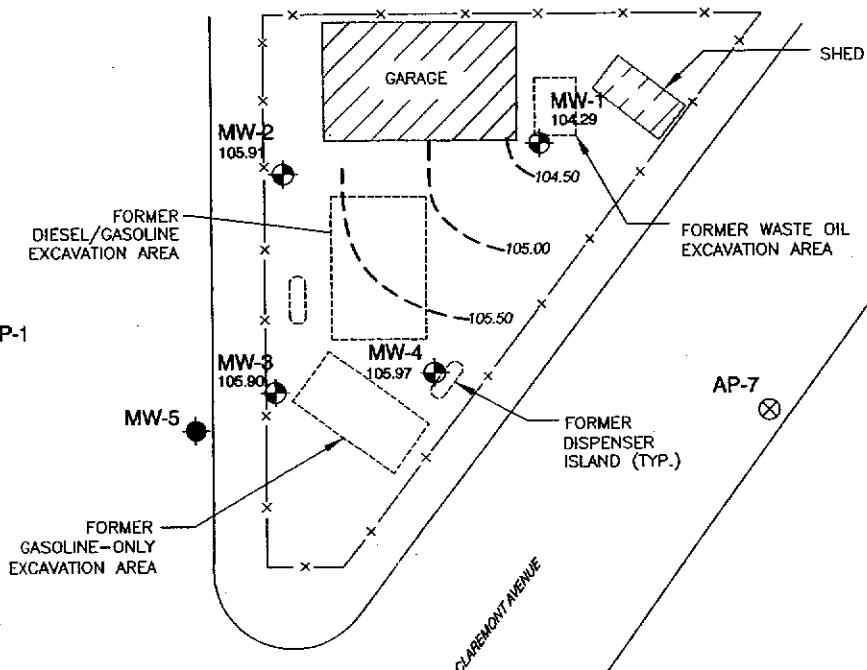 GARAGE
SHED
MW-1
104.29
MW-2
105.91
104.50
FORMER
DIESEL/GASOLINE
EXCAVATION AREA
FORMER WASTE OIL
EXCAVATION AREA
105.00
105.50
P-1
MW-3
105.90
MW-4
105.97
AP-7
MW-5
FORMER
DISPENSER
ISLAND (TYP.)
FORMER
GASOLINE-ONLY
EXCAVATION AREA
CLAREMONT AVENUE